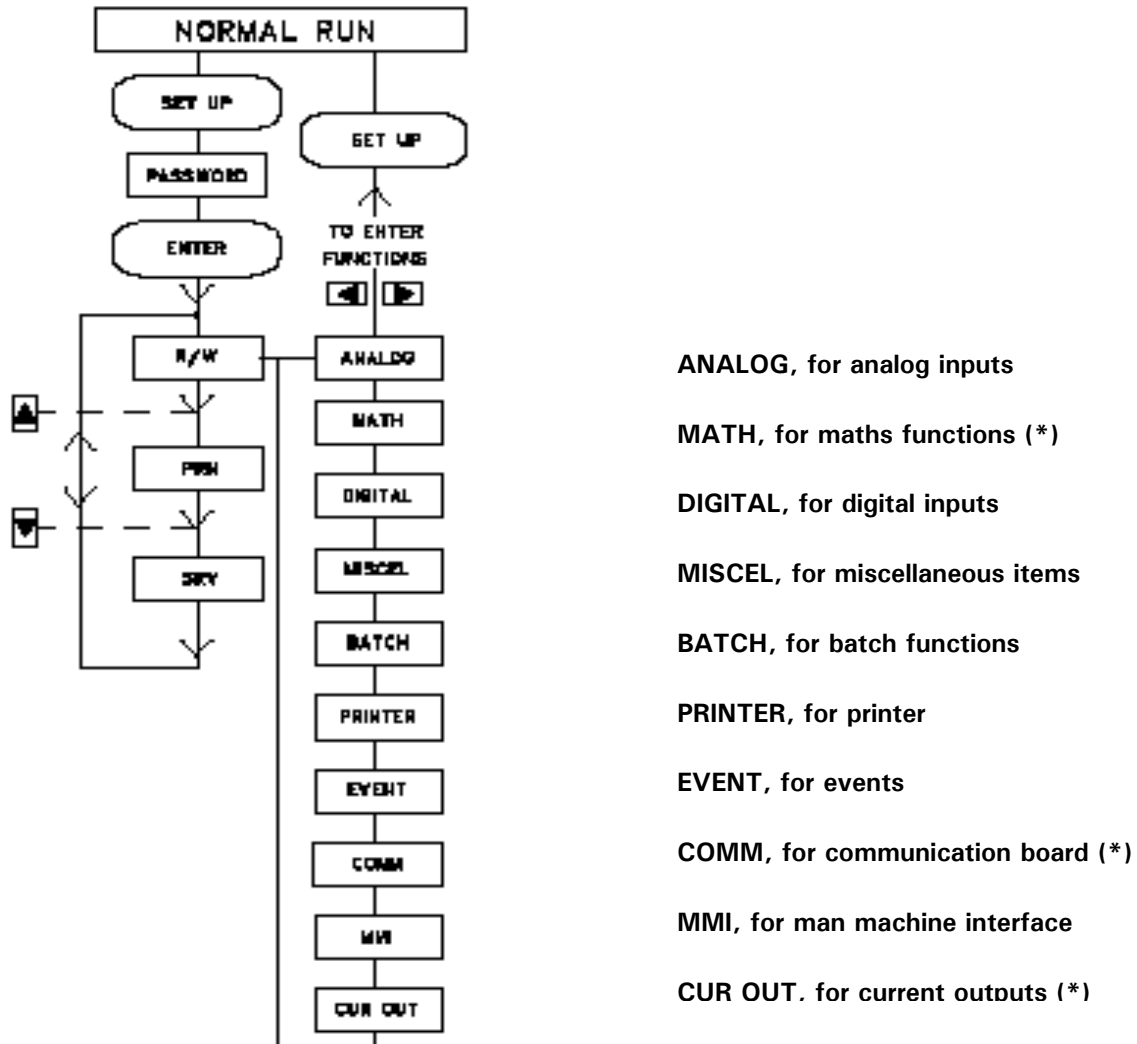 NORMAL RUN
SET UP
SET UP
PASSWORD
ENTER
TO ENTER
FUNCTIONS
R/W
ANALOG
MATH
DIGITAL
MISCEL
BATCH
PRINTER
EVENT
COMM
MMI
CUR OUT
ANALOG, for analog inputs
MATH, for maths functions (*)
DIGITAL, for digital inputs
MISCEL, for miscellaneous items
BATCH, for batch functions
PRINTER, for printer
EVENT, for events
COMM, for communication board (*)
MMI, for man machine interface
CUR OUT, for current outputs (*)